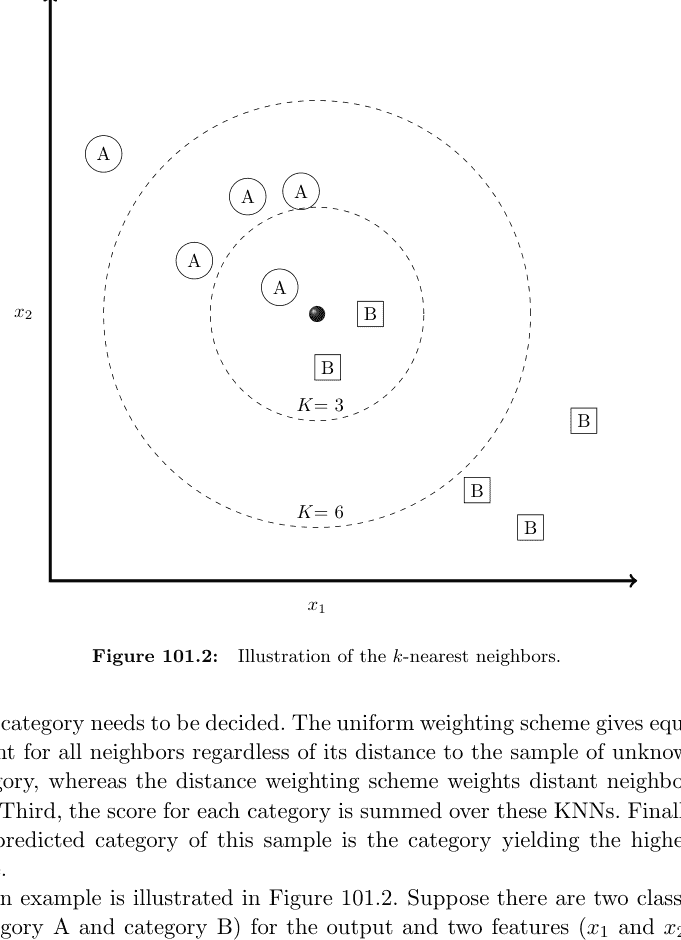 A
A
A
A
A
x2
B
B
K= 3
B
B
K= 6
B
x1
Figure 101.2: Illustration of the k-nearest neighbors.
category needs to be decided. The uniform weighting scheme gives equ
nt for all neighbors regardless of its distance to the sample of unknow
gory, whereas the distance weighting scheme weights distant neighbo
Third, the score for each category is summed over these KNNs. Finall
predicted category of this sample is the category yielding the highe
.
n example is illustrated in Figure 101.2. Suppose there are two class
gory A and category B) for the output and two features (x1 and x2